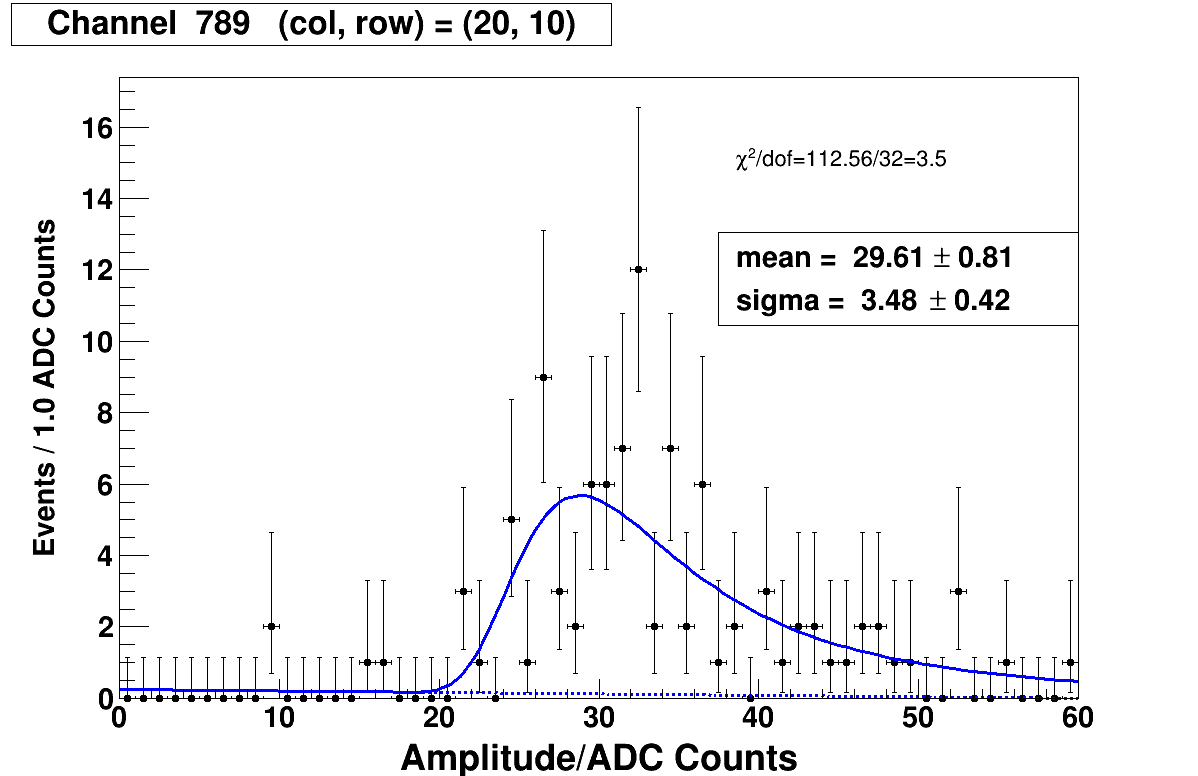 Channel 789 (col, row) = (20, 10)
χ²/dof=112.56/32=3.5
mean = 29.61 ± 0.81
sigma = 3.48 ± 0.42
Events / 1.0 ADC Counts
16
14
12
10
8
6
4
2
0
0 10 20 30 40 50 60
Amplitude/ADC Counts